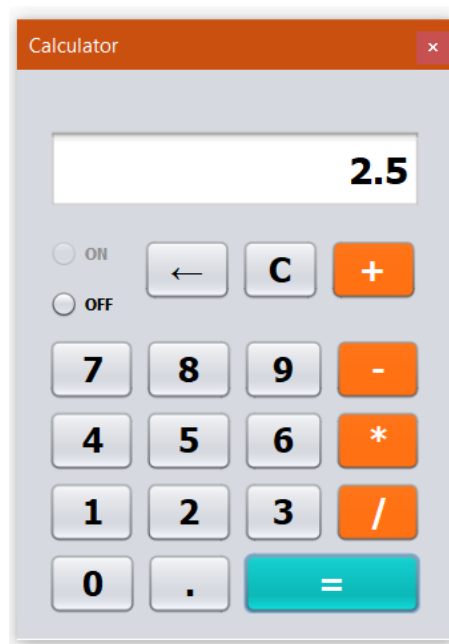 Calculator ×
2.5
ON ← C +
OFF
7 8 9 -
4 5 6 *
1 2 3 /
0 . =